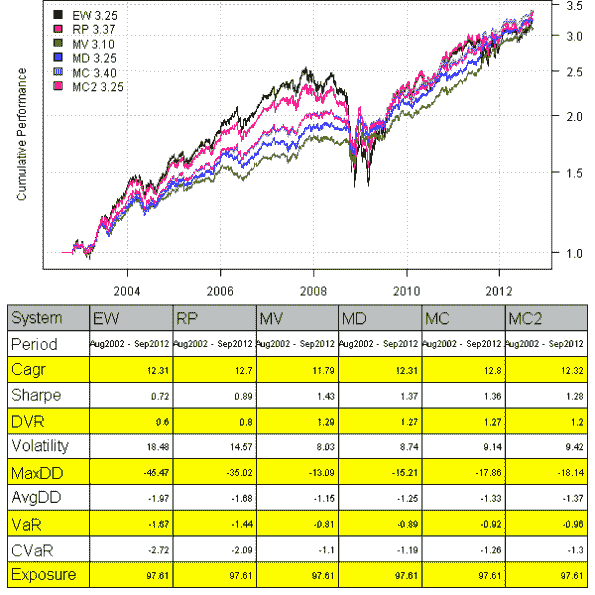 EW 3.25
RP 3.37
MV 3.10
MD 3.25
MC 3.40
MC2 3.25
Cumulative Performance
3.5
3.0
2.5
2.0
1.5
1.0
2004 2006 2008 2010 2012
System EW RP MV MD MC MC2
Period Aug2002 - Sep2012 Aug2002 - Sep2012 Aug2002 - Sep2012 Aug2002 - Sep2012 Aug2002 - Sep2012 Aug2002 - Sep2012
Cagr 12.31 12.7 11.79 12.31 12.8 12.32
Sharpe 0.72 0.89 1.43 1.37 1.36 1.28
DVR 0.6 0.8 1.29 1.27 1.27 1.2
Volatility 18.48 14.57 8.03 8.74 9.14 9.42
MaxDD -45.47 -35.02 -13.09 -15.21 -17.86 -18.14
AvgDD -1.97 -1.68 -1.15 -1.25 -1.33 -1.37
VaR -1.67 -1.44 -0.81 -0.89 -0.92 -0.96
CVaR -2.72 -2.09 -1.1 -1.19 -1.26 -1.3
Exposure 97.61 97.61 97.61 97.61 97.61 97.61